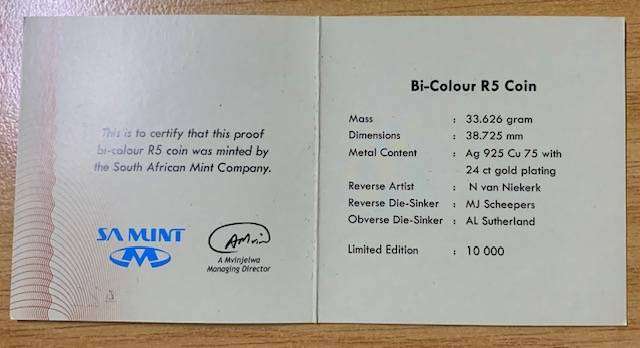 This is to certify that this proof
bi-colour R5 coin was minted by
the South African Mint Company.
SA MINT
A Mvinjelwa
Managing Director
Bi-Colour R5 Coin
Mass : 33.626 gram
Dimensions : 38.725 mm
Metal Content : Ag 925 Cu 75 with
24 ct gold plating
Reverse Artist : N van Niekerk
Reverse Die-Sinker : MJ Scheepers
Obverse Die-Sinker : AL Sutherland
Limited Edition : 10 000